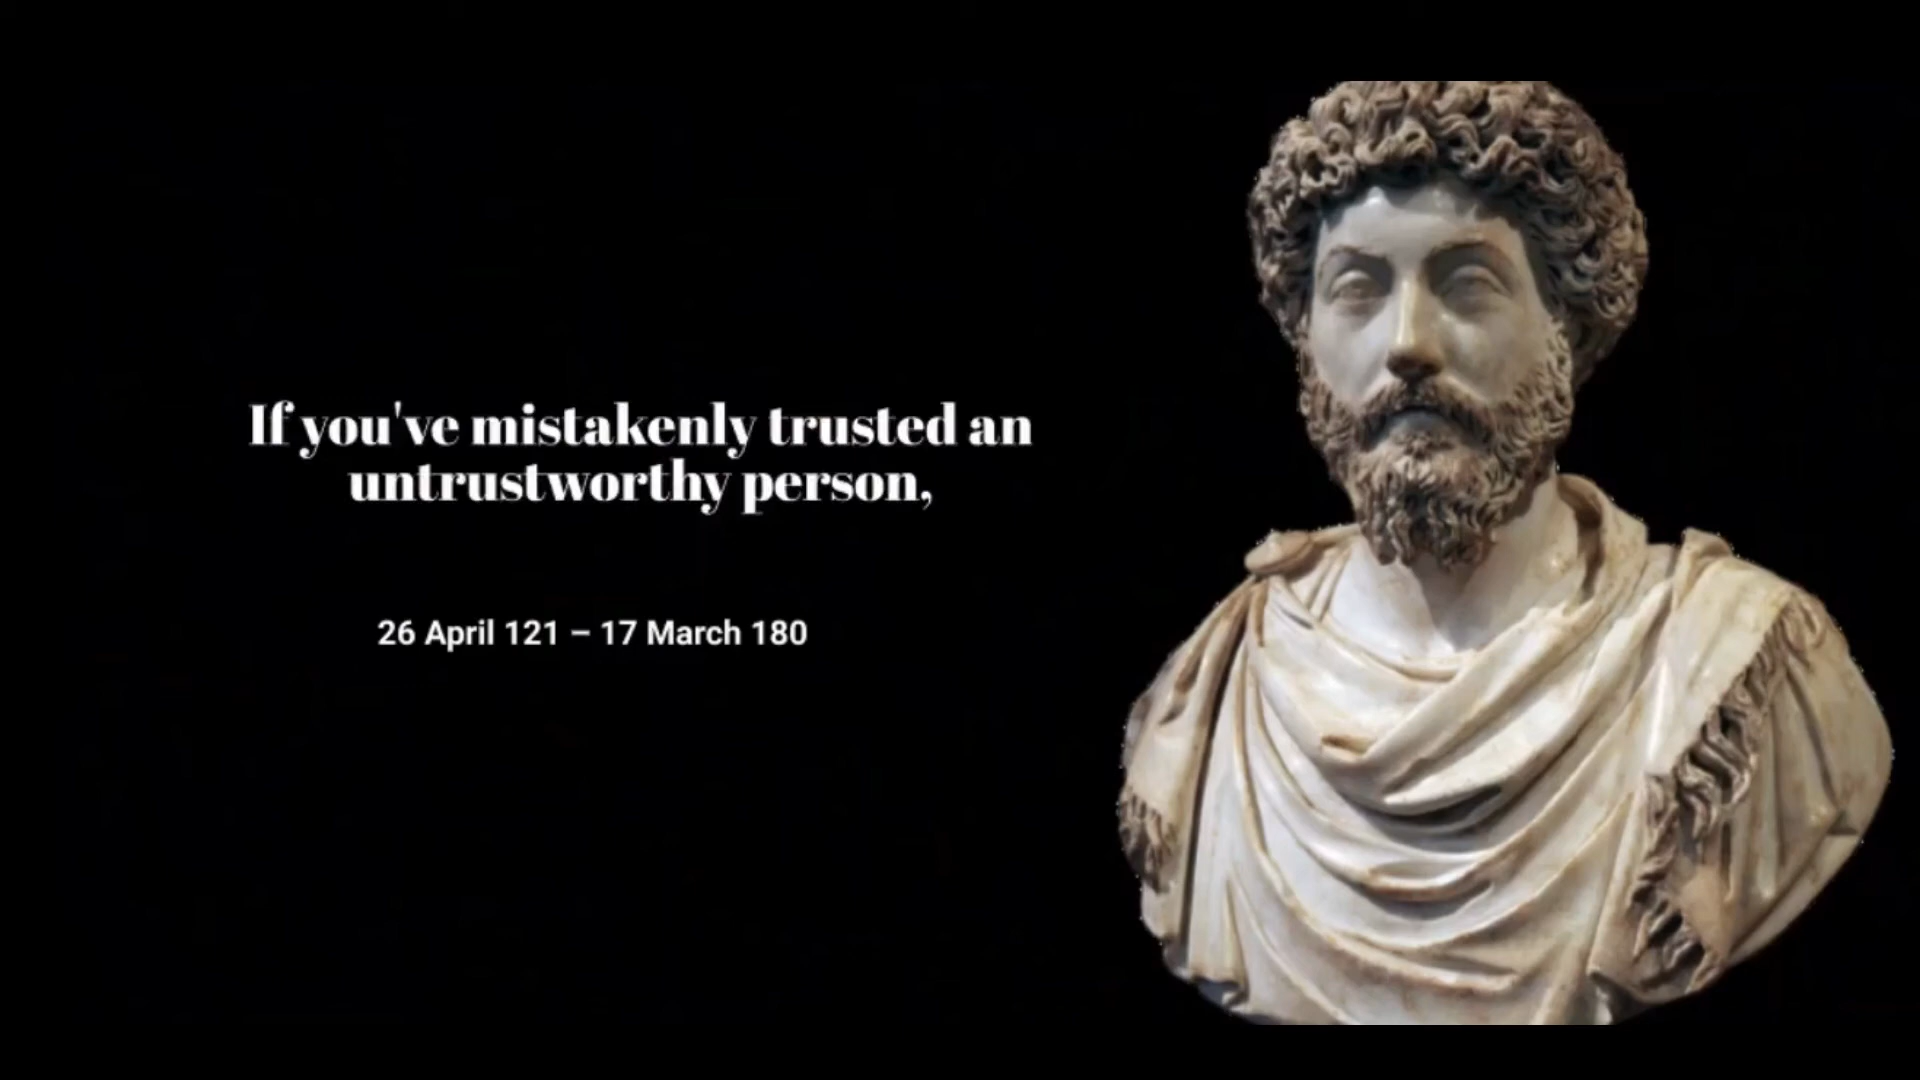 If you've mistakenly trusted an
untrustworthy person,
26 April 121 – 17 March 180